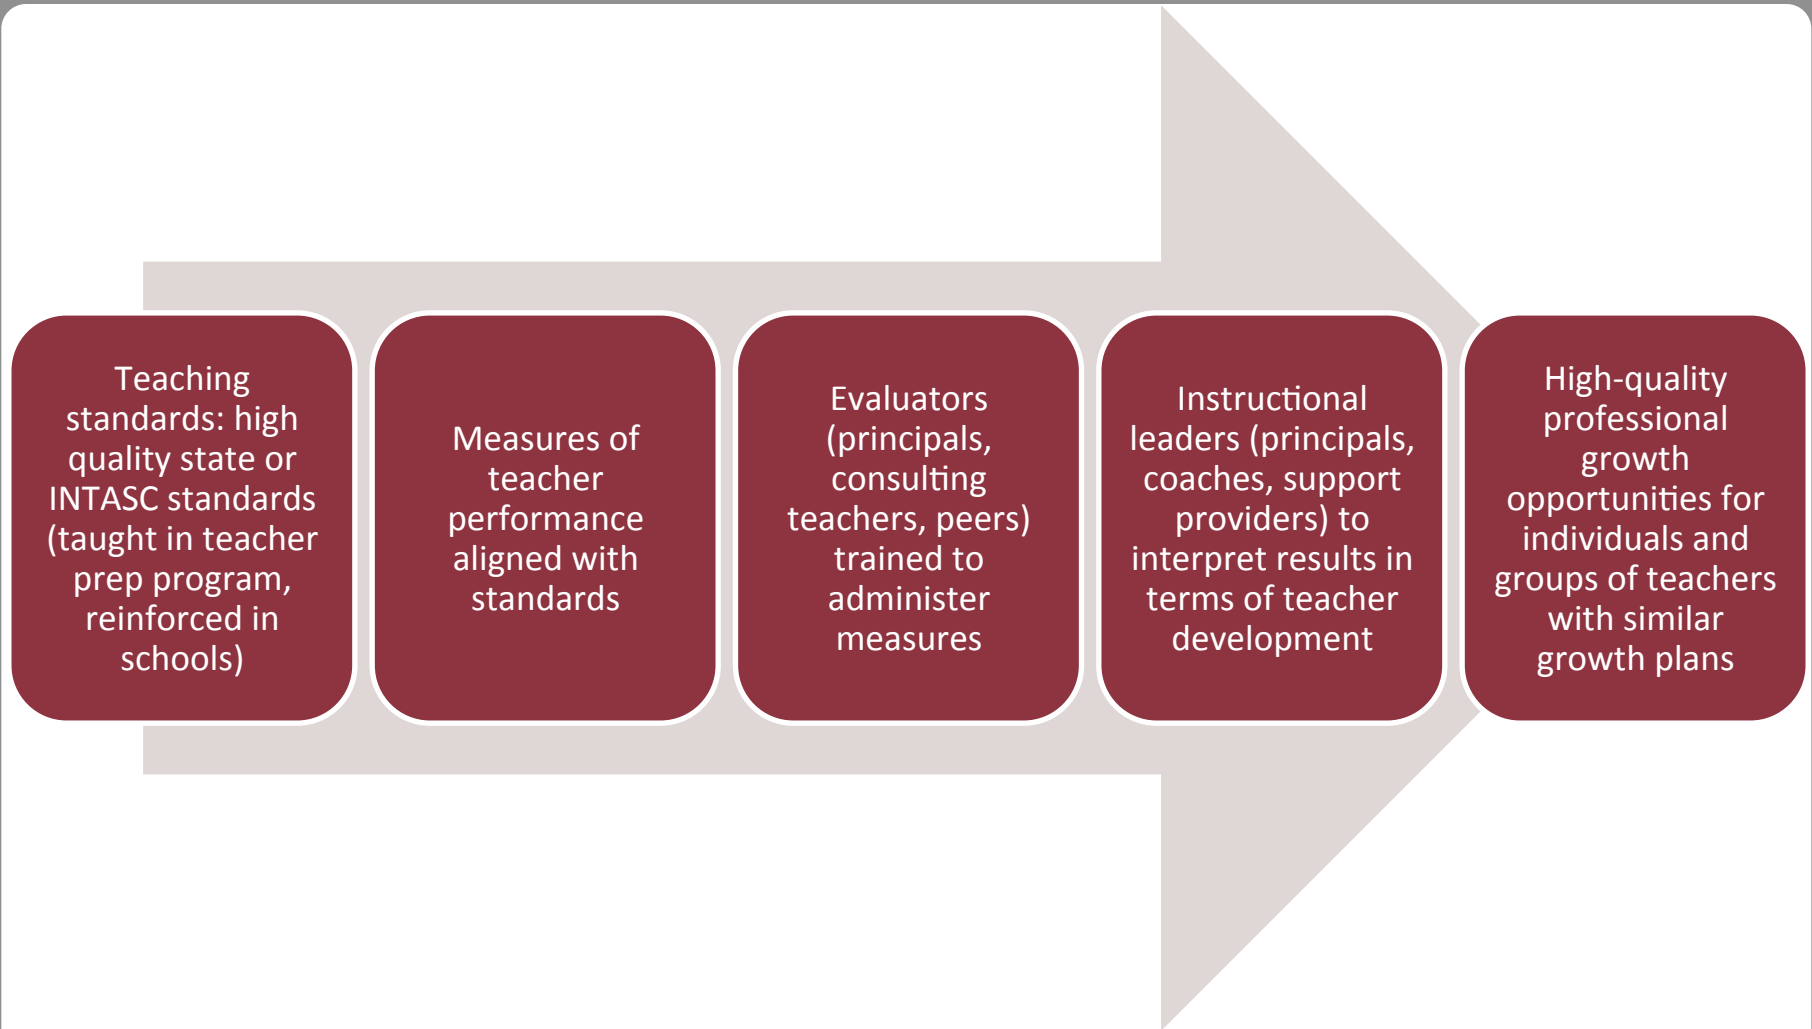 Teaching
standards: high
quality state or
INTASC standards
(taught in teacher
prep program,
reinforced in
schools)
Measures of
teacher
performance
aligned with
standards
Evaluators
(principals,
consulting
teachers, peers)
trained to
administer
measures
Instructional
leaders (principals,
coaches, support
providers) to
interpret results in
terms of teacher
development
High-quality
professional
growth
opportunities for
individuals and
groups of teachers
with similar
growth plans